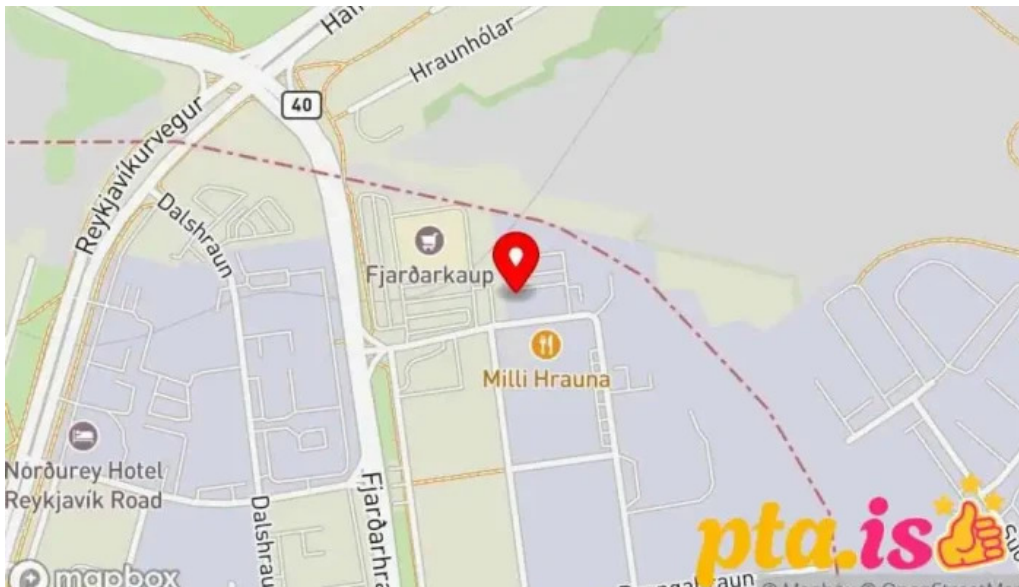 Hraunhólar
40
Reykjavíkurvegur
Dalshraun
Fjarðarkaup
Milli Hrauna
Norðurey Hotel
Reykjavík Road
Dalshraun
Fjarðarhr
pta.is
mapbox